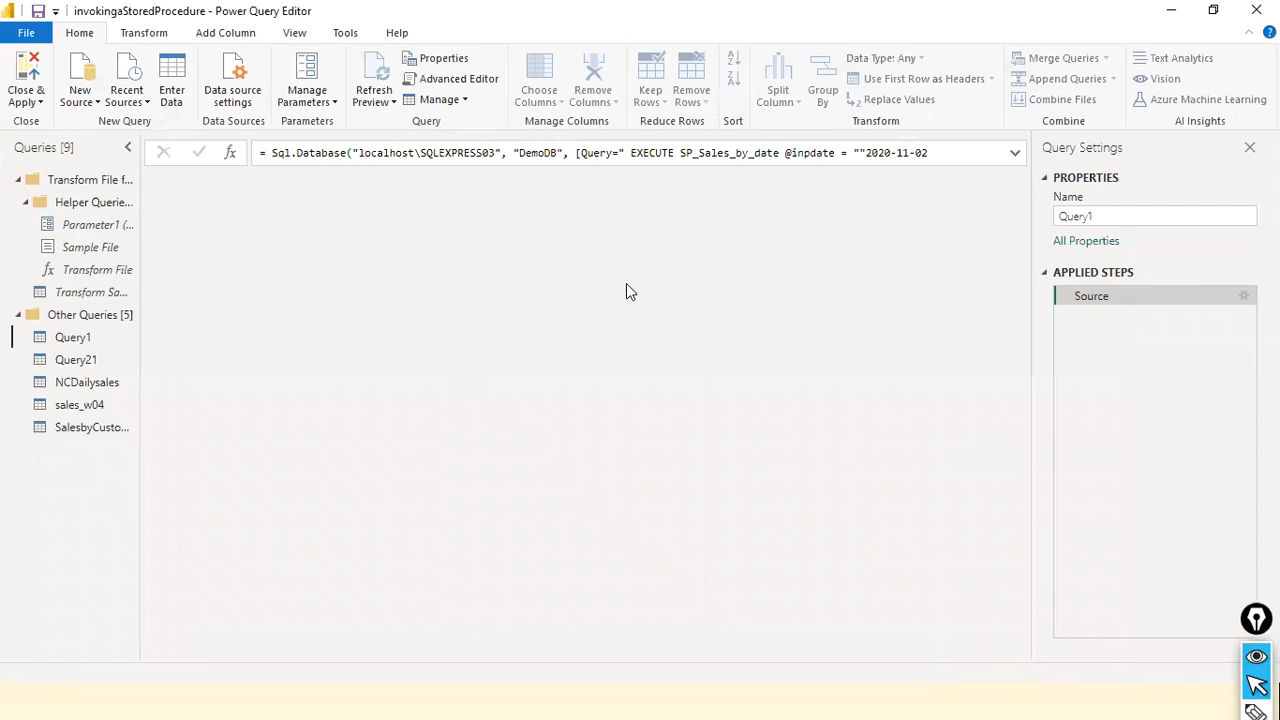 invokingaStoredProcedure - Power Query Editor
File Home Transform Add Column View Tools Help
Close & Apply
New Source
Recent Sources
Enter Data
Data source settings
Manage Parameters
Refresh Preview
Properties
Advanced Editor
Manage
Choose Columns
Remove Columns
Keep Rows
Remove Rows
Split Column
Group By
Data Type: Any
Use First Row as Headers
Replace Values
Merge Queries
Append Queries
Combine Files
Text Analytics
Vision
Azure Machine Learning
Close New Query Data Sources Parameters Query Manage Columns Reduce Rows Sort Transform Combine AI Insights
Queries [9]
= Sql.Database("localhost\SQLEXPRESS03", "DemoDB", [Query=" EXECUTE SP_Sales_by_date @inpdate = ""2020-11-02
Transform File f...
Helper Querie...
Parameter1 (...
Sample File
fx Transform File
Transform Sa...
Other Queries [5]
Query1
Query21
NCDailysales
sales_w04
SalesbyCusto...
Query Settings
PROPERTIES
Name
Query1
All Properties
APPLIED STEPS
Source